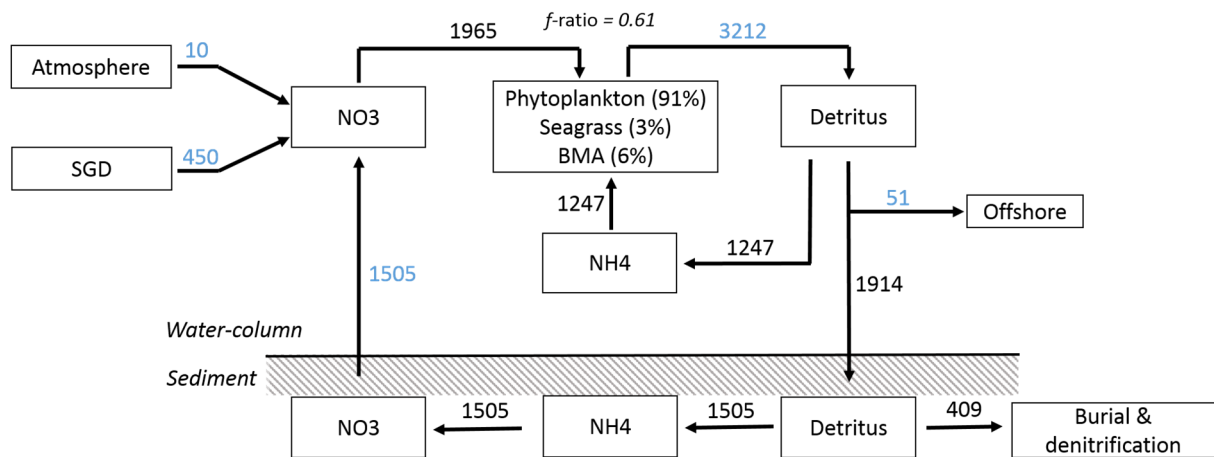 f-ratio = 0.61
1965
3212
10
Atmosphere
Phytoplankton (91%)
Seagrass (3%)
BMA (6%)
NO3
Detritus
SGD
450
1247
51
Offshore
NH4
1247
1505
1914
Water-column
Sediment
NO3
1505
NH4
1505
Detritus
409
Burial &
denitrification